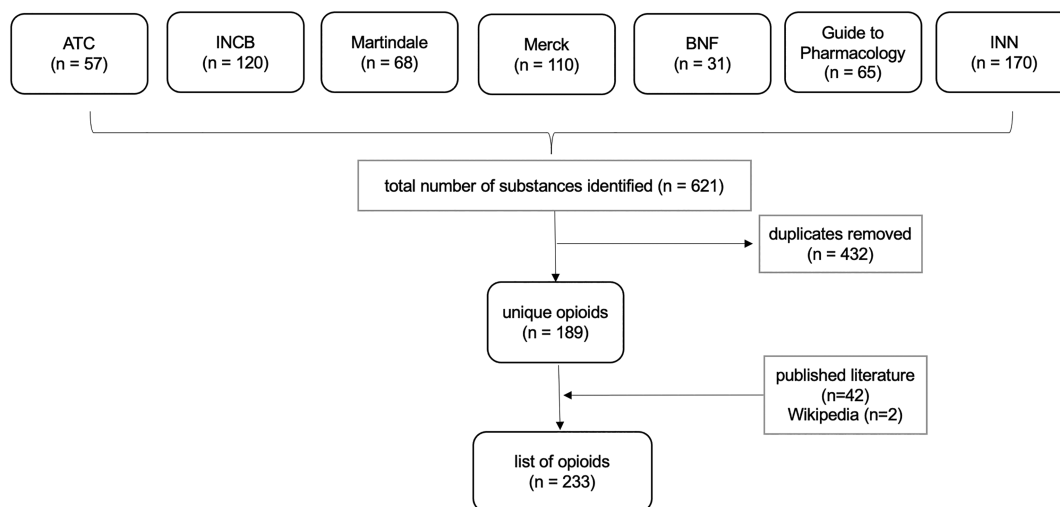 ATC
(n = 57)
INCB
(n = 120)
Martindale
(n = 68)
Merck
(n = 110)
BNF
(n = 31)
Guide to
Pharmacology
(n = 65)
INN
(n = 170)
total number of substances identified (n = 621)
duplicates removed
(n = 432)
unique opioids
(n = 189)
published literature
(n=42)
Wikipedia (n=2)
list of opioids
(n = 233)